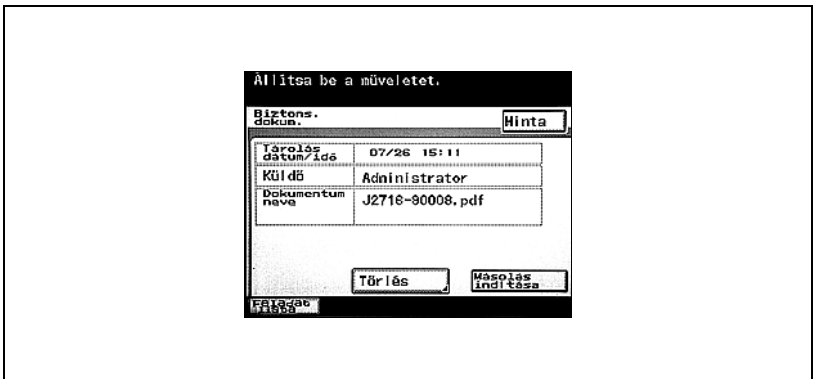 Állítsa be a műveletet.
Biztons.
dokum.
Hinta
Tárolás
dátum/idő
07/26 15:11
Küldő
Administrator
Dokumentum
neve
J2716-90008.pdf
Törlés
Másolás
indítása
Feladat
lista